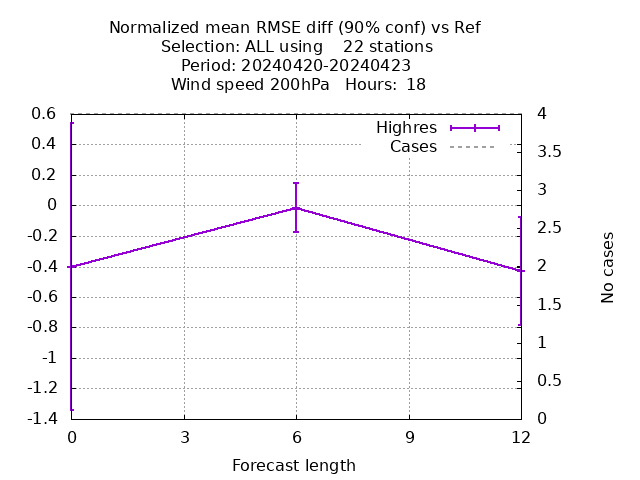 Normalized mean RMSE diff (90% conf) vs Ref
Selection: ALL using 22 stations
Period: 20240420-20240423
Wind speed 200hPa Hours: 18
Highres
Cases
0.6
0.4
0.2
0
-0.2
-0.4
-0.6
-0.8
-1
-1.2
-1.4
4
3.5
3
2.5
2
1.5
1
0.5
0
No cases
0 3 6 9 12
Forecast length